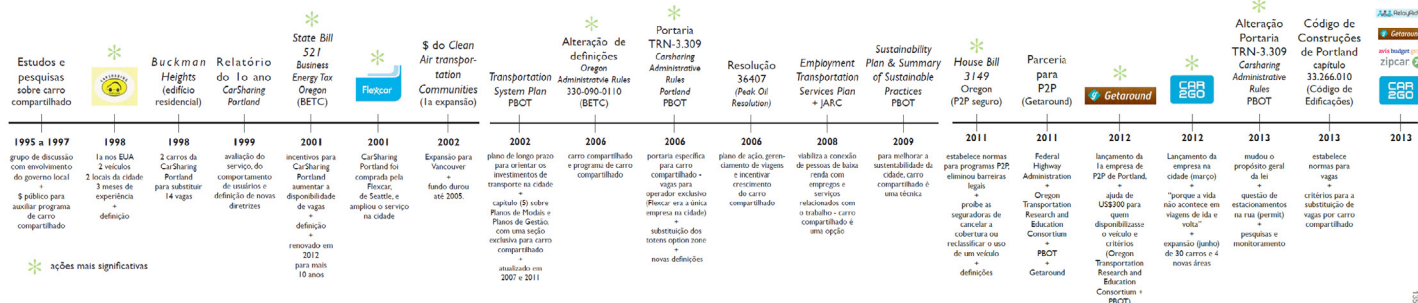 Estudos e
pesquisas
sobre carro
compartilhado
1995 a 1997
grupo de discussão
com envolvimento
do governo local
+
$ público para
auxiliar programa
de carro
compartilhado
CARSHARING
1998
1a nos EUA
2 veículos
2 locais da cidade
3 meses de
experiência
+
definição
Buckman
Heights
(edifício
residencial)
1998
2 carros da
CarSharing
Portland
para substituir
14 vagas
Relatório
do 1o ano
CarSharing
Portland
1999
avaliação do
serviço, do
comportamento
de usuários e
definição de novas
diretrizes
State Bill
521
Business
Energy Tax
Oregon
(BETC)
2001
incentivos para
CarSharing
Portland
aumentar a
disponibilidade
de vagas
+
definição
+
renovado em
2012
para mais
10 anos
Flexcar
2001
CarSharing
Portland foi
comprada pela
Flexcar,
de Seattle, e
ampliou o serviço
na cidade
$ do Clean
Air transpor-
tation
Communities
(1a expansão)
2002
Expansão para
Vancouver
+
fundo durou
até 2005.
Transportation
System Plan
PBOT
2002
plano de longo prazo
para orientar os
investimentos de
transporte na cidade
+
capítulo (5) sobre
Planos de Modais e
Planos de Gestão,
com uma seção
exclusiva para carro
compartilhado
+
atualizado em
2007 e 2011
Alteração de
definições
Oregon
Administratvie Rules
330-090-0110
(BETC)
2006
carro compartilhado
e programa de carro
compartilhado
Portaria
TRN-3.309
Carsharing
Administrative
Rules
Portland
PBOT
2006
portaria específica
para carro
compartilhado -
vagas para
operador exclusivo
(Flexcar era a única
empresa na cidade)
+
substituição dos
totens option zone
+
novas definições
Resolução
36407
(Peak Oil
Resolution)
2006
plano de ação, geren-
ciamento de viagens
e incentivar
crescimento
do carro
compartilhado
Employment
Transportation
Services Plan
+ JARC
2008
viabiliza a conexão
de pessoas de baixa
renda com
empregos e
serviços
relacionados com
o trabalho - carro
compartilhado é
uma opção
Sustainability
Plan & Summary
of Sustainable
Practices
PBOT
2009
para melhorar a
sustentabilidade da
cidade, carro
compartilhado é
uma técnica
House Bill
3149
Oregon
(P2P seguro)
2011
estabelece normas
para programas P2P,
eliminou barreiras
legais
+
proíbe as
seguradoras de
cancelar a
cobertura ou
reclassificar o uso
de um veículo
+
definições
Parceria
para
P2P
(Getaround)
2011
Federal
Highway
Administration
+
Oregon
Transportation
Research and
Education
Consortium
+
PBOT
+
Getaround
Getaround
2012
lançamento da
1a empresa de
P2P de Portland,
+
ajuda de
US$300 para
quem
disponibilizasse
o veículo e
critérios
(Oregon
Transportation
Research and
Education
Consortium +
PBOT)
CAR
2GO
2012
Lançamento da
empresa na
cidade (março)
+
"porque a vida
não acontece em
viagens de ida e
volta"
+
expansão (junho)
de 30 carros e 4
novas áreas
Alteração
Portaria
TRN-3.309
Carsharing
Administrative
Rules
PBOT
2013
mudou o
propósito geral
da lei
+
questão de
estacionamentos
na rua (permit)
+
pesquisas e
monitoramento
Código de
Construções
de Portland
capítulo
33.266.010
(Código de
Edificações)
2013
estabelece
normas para
vagas
+
critérios para a
substituição de
vagas por carro
compartilhado
RelayRid
Getaround
avis budget
zipcar
CAR
2GO
2013
ações mais significativas